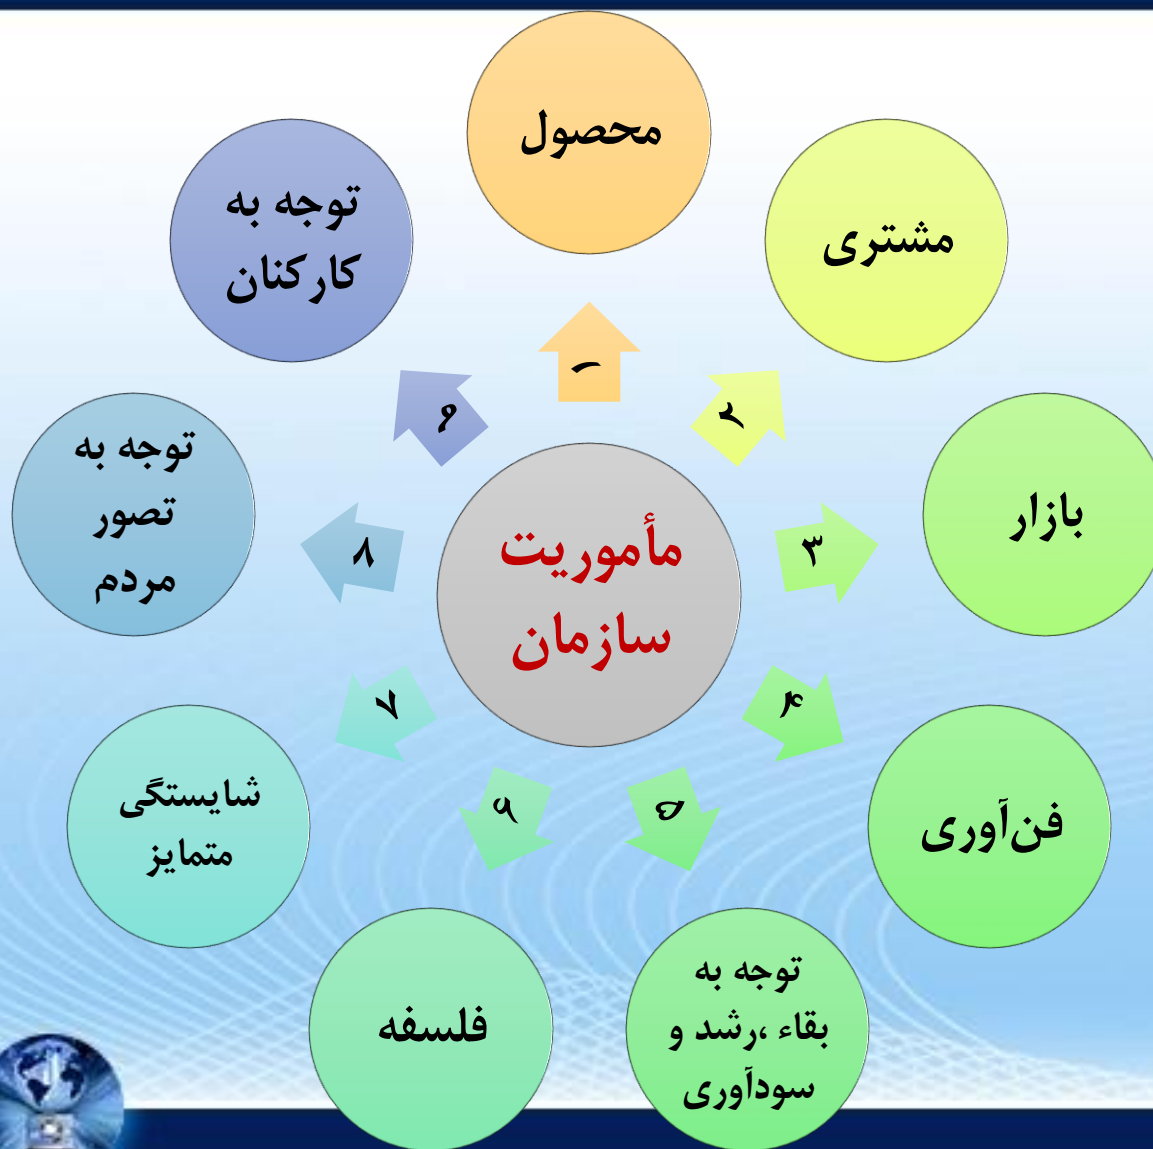 مأموریت
سازمان
۱
محصول
۲
مشتری
۳
بازار
۴
فن‌آوری
۵
توجه به
بقاء ،رشد و
سودآوری
۶
فلسفه
۷
شایستگی
متمایز
۸
توجه به
تصور
مردم
۹
توجه به
کارکنان